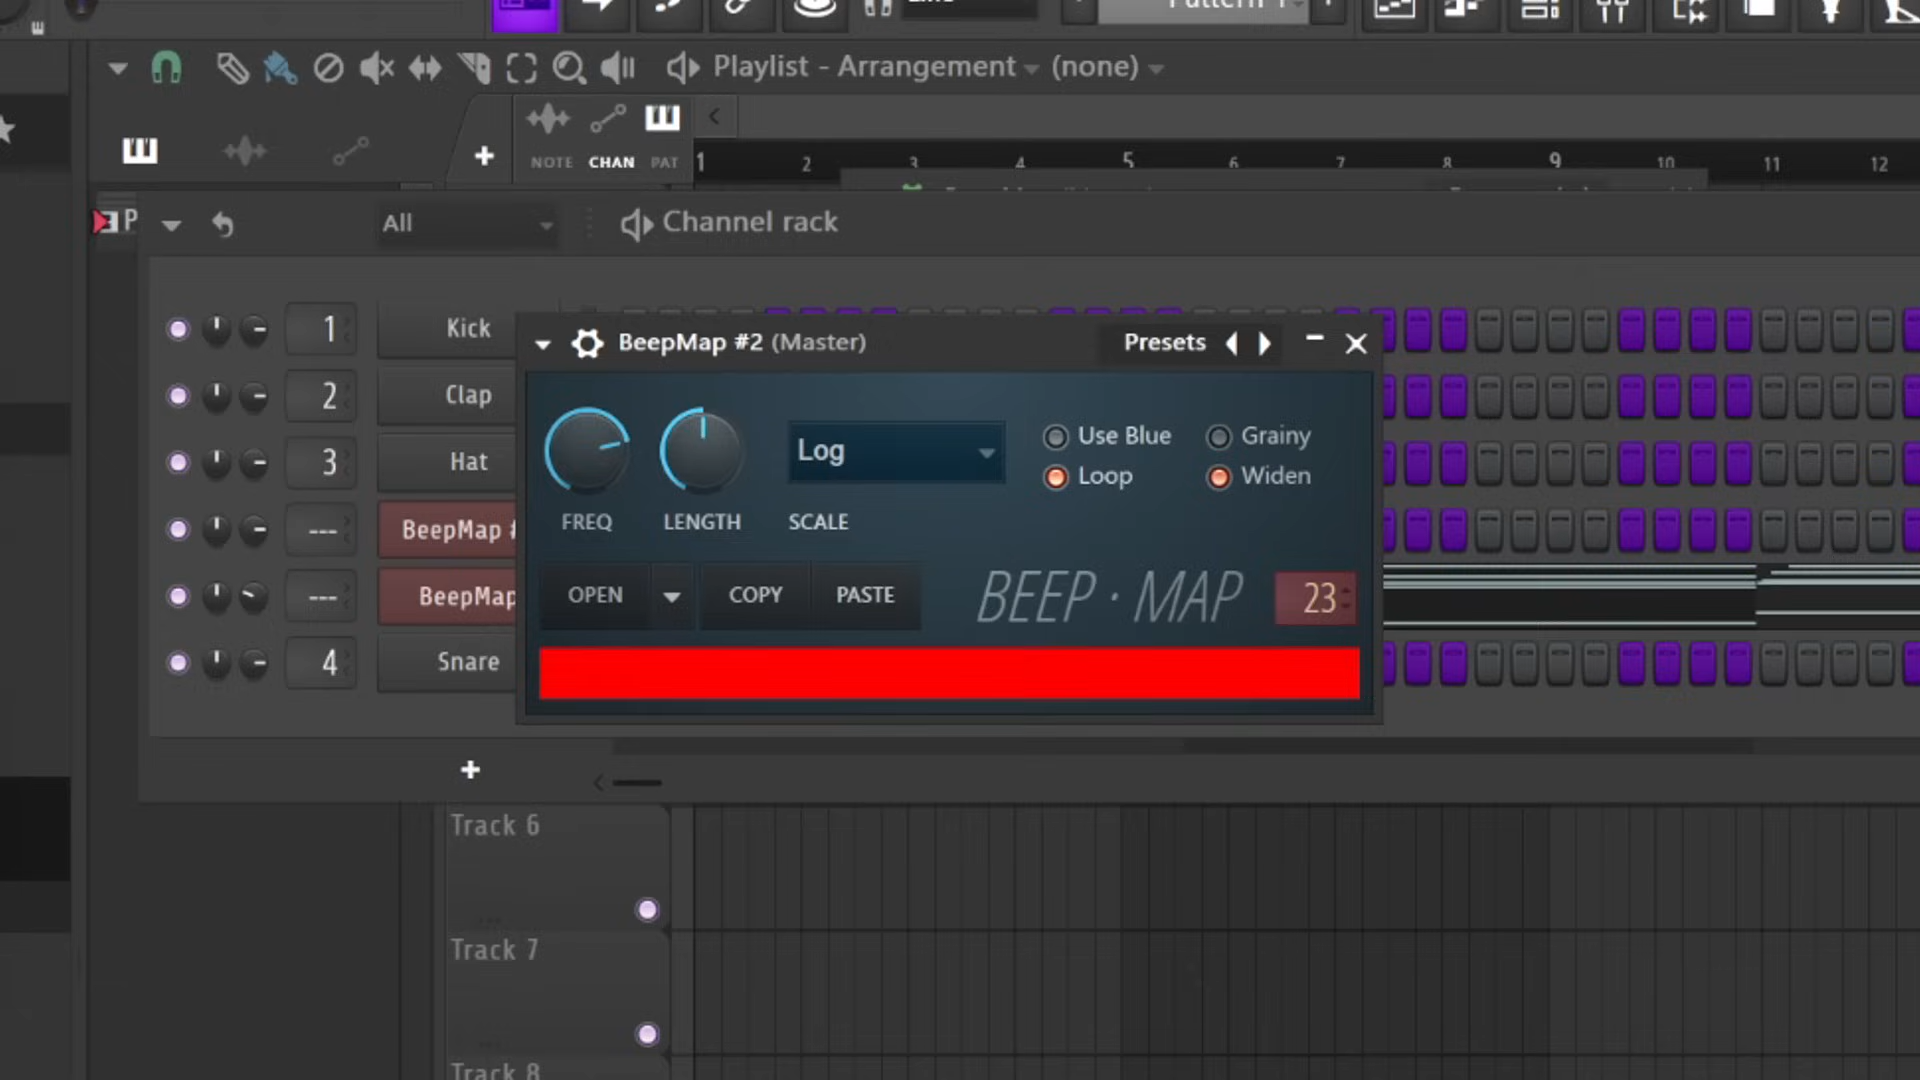 Playlist - Arrangement (none)
NOTE CHAN PAT
1 2 3 4 5 6 7 8 9 10 11 12
All Channel rack
1 Kick
2 Clap
3 Hat
--- BeepMap #
--- BeepMap
4 Snare
BeepMap #2 (Master) Presets
Log
Use Blue Grainy
Loop Widen
FREQ LENGTH SCALE
OPEN COPY PASTE BEEP·MAP 23
Track 6
...
Track 7
...
Track 8